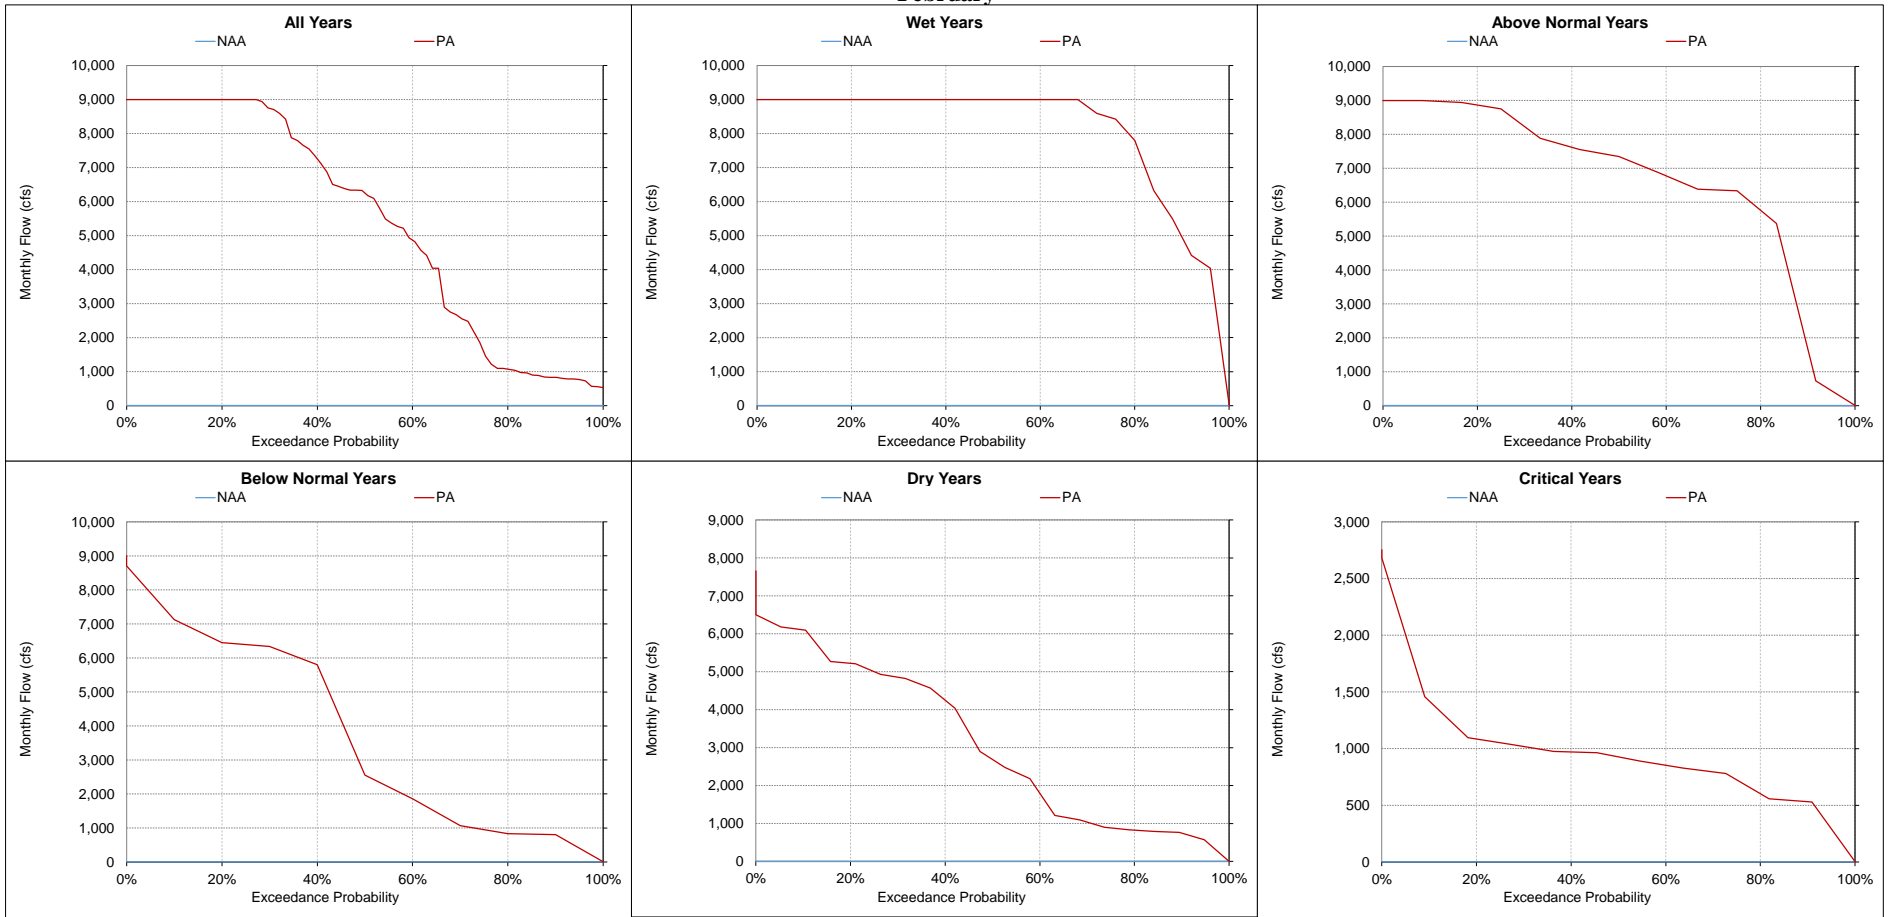 All Years
NAA PA
10,000
9,000
8,000
7,000
6,000
5,000
4,000
3,000
2,000
1,000
0
Monthly Flow (cfs)
0% 20% 40% 60% 80% 100%
Exceedance Probability
Wet Years
NAA PA
10,000
9,000
8,000
7,000
6,000
5,000
4,000
3,000
2,000
1,000
0
Monthly Flow (cfs)
0% 20% 40% 60% 80% 100%
Exceedance Probability
Above Normal Years
NAA PA
10,000
9,000
8,000
7,000
6,000
5,000
4,000
3,000
2,000
1,000
0
Monthly Flow (cfs)
0% 20% 40% 60% 80% 100%
Exceedance Probability
Below Normal Years
NAA PA
10,000
9,000
8,000
7,000
6,000
5,000
4,000
3,000
2,000
1,000
0
Monthly Flow (cfs)
0% 20% 40% 60% 80% 100%
Exceedance Probability
Dry Years
NAA PA
9,000
8,000
7,000
6,000
5,000
4,000
3,000
2,000
1,000
0
Monthly Flow (cfs)
0% 20% 40% 60% 80% 100%
Exceedance Probability
Critical Years
NAA PA
3,000
2,500
2,000
1,500
1,000
500
0
Monthly Flow (cfs)
0% 20% 40% 60% 80% 100%
Exceedance Probability